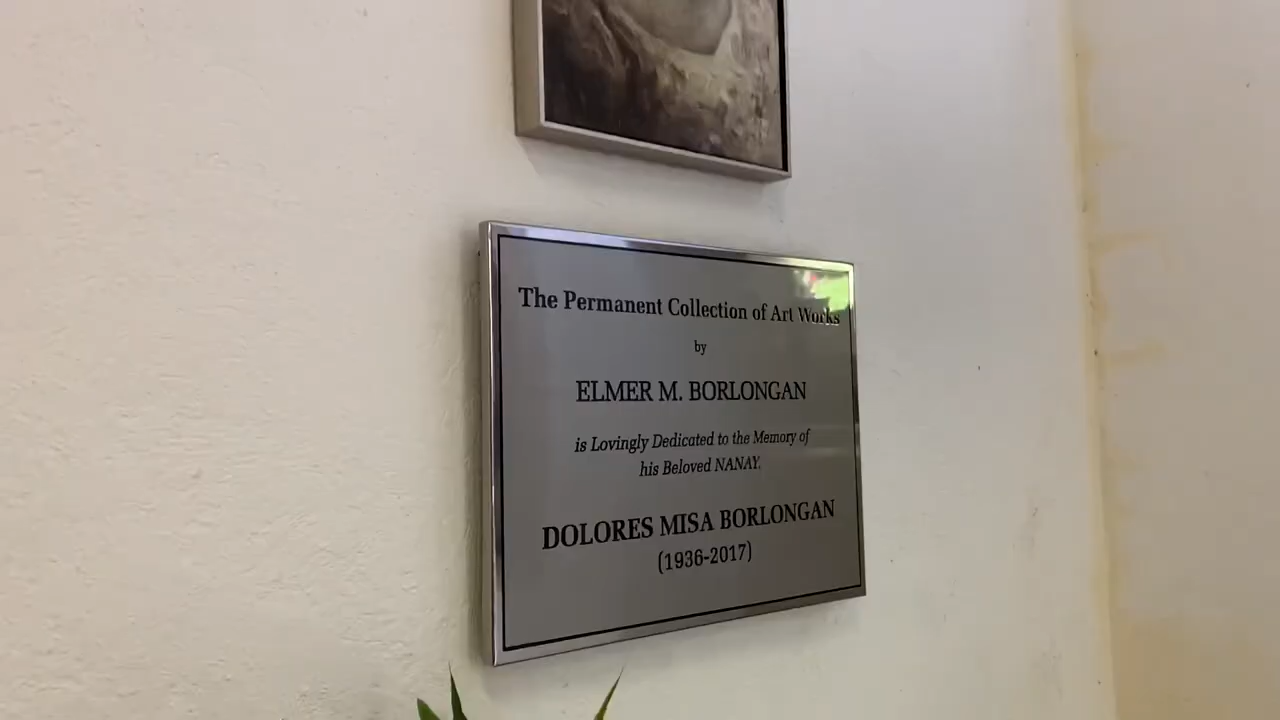 The Permanent Collection of Art Works
by
ELMER M. BORLONGAN
is Lovingly Dedicated to the Memory of
his Beloved NANAY,
DOLORES MISA BORLONGAN
(1936-2017)